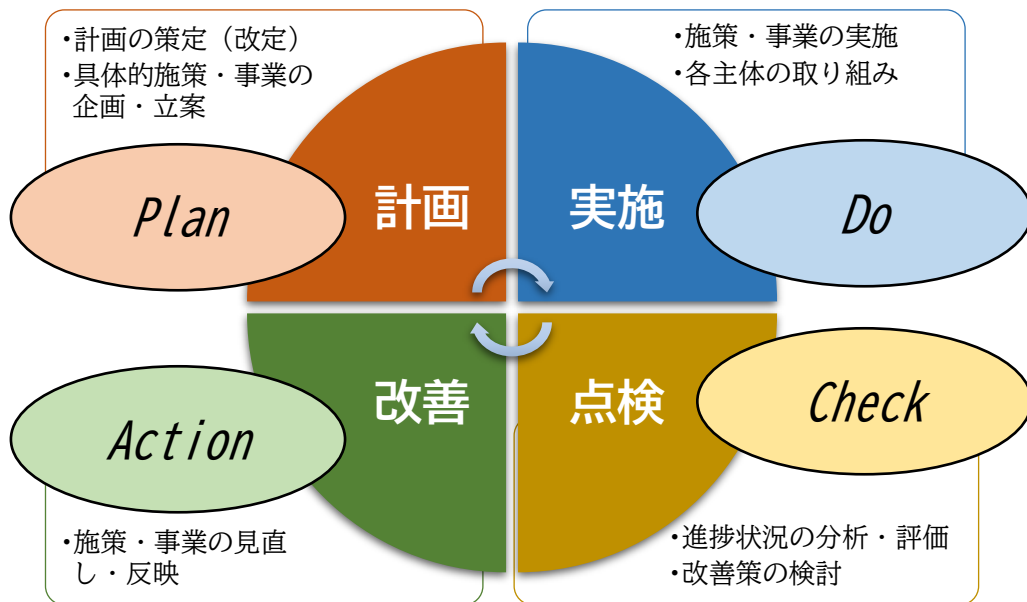 ・計画の策定（改定）
・具体的施策・事業の
企画・立案
Plan
計画
・施策・事業の実施
・各主体の取り組み
実施
Do
改善
Action
・施策・事業の見直
し・反映
点検
Check
・進捗状況の分析・評価
・改善策の検討